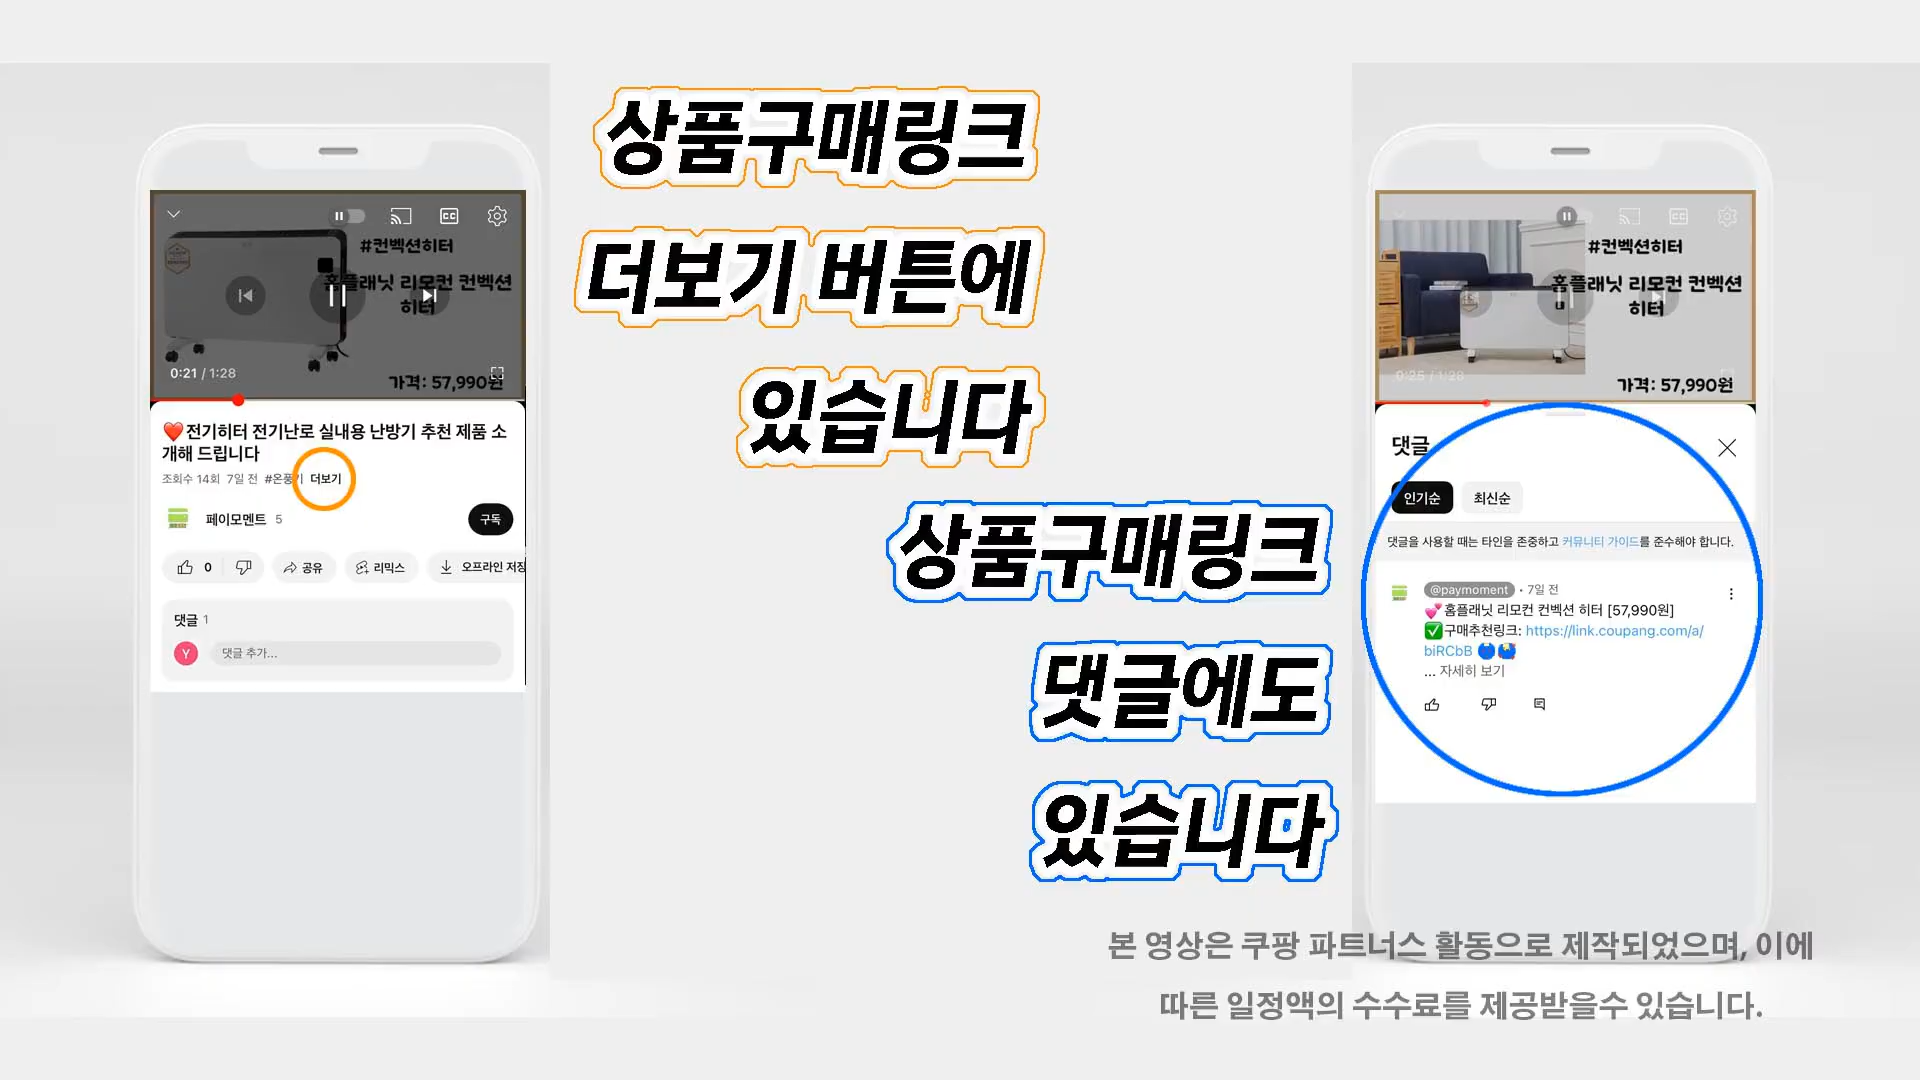 상품구매링크
더보기 버튼에
있습니다
상품구매링크
댓글에도
있습니다
#컨벡션히터
홈플래닛 리모컨 컨벡션
히터
0:21 / 1:28
가격: 57,990원
❤️전기히터 전기난로 실내용 난방기 추천 제품 소
개해 드립니다
조회수 14회 7일 전 #온풍기 더보기
페이모멘트 5
구독
0
공유
리믹스
오프라인 저장
댓글 1
Y
댓글 추가...
#컨벡션히터
홈플래닛 리모컨 컨벡션
히터
0:25 / 1:28
가격: 57,990원
댓글
인기순 최신순
댓글을 사용할 때는 타인을 존중하고 커뮤니티 가이드를 준수해야 합니다.
@paymoment • 7일 전
💕홈플래닛 리모컨 컨벡션 히터 [57,990원]
✅구매추천링크: https://link.coupang.com/a/
biRCbB
... 자세히 보기
본 영상은 쿠팡 파트너스 활동으로 제작되었으며, 이에
따른 일정액의 수수료를 제공받을수 있습니다.